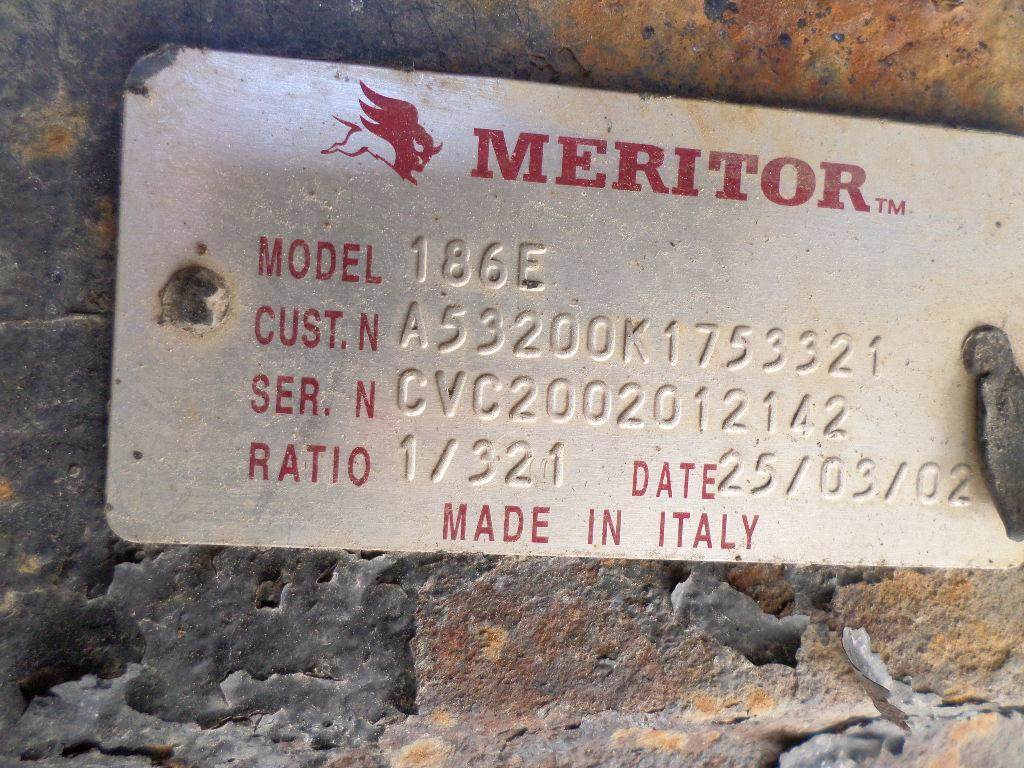 MERITOR™
MODEL 186E
CUST. N A53200K1753321
SER. N CVC2002012142
RATIO 1/321 DATE 25/03/02
MADE IN ITALY